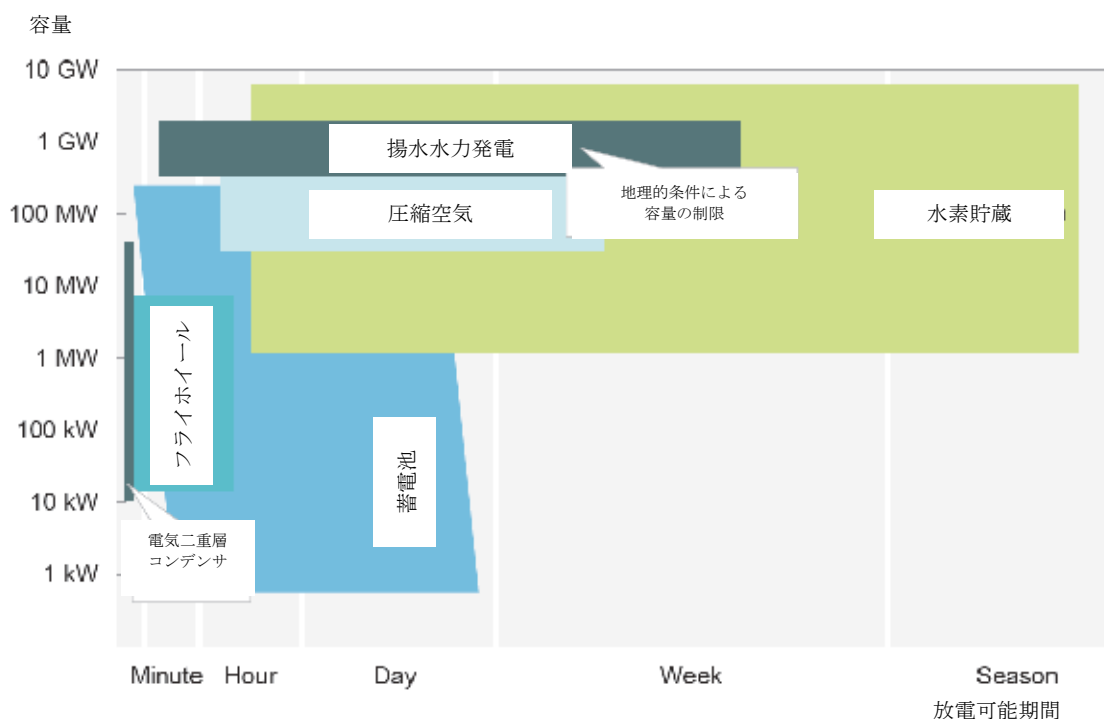 容量
10 GW
1 GW
100 MW
10 MW
1 MW
100 kW
10 kW
1 kW
揚水水力発電
地理的条件による
容量の制限
圧縮空気
水素貯蔵
フライホイール
蓄電池
電気二重層
コンデンサ
Minute Hour Day Week Season
放電可能期間